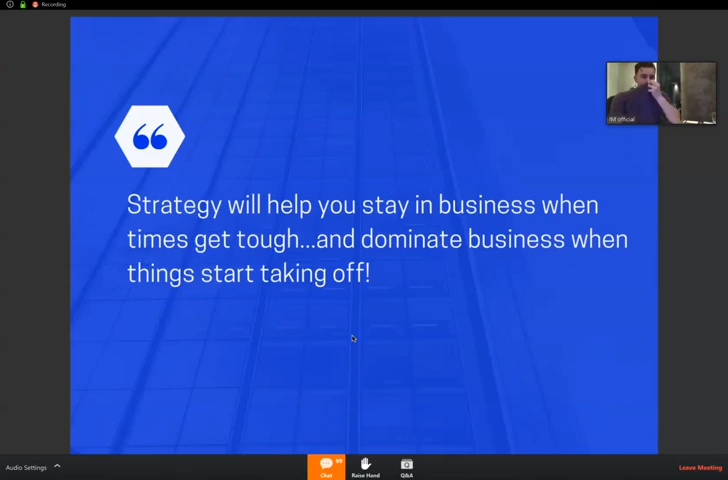 Recording
“
Strategy will help you stay in business when
times get tough...and dominate business when
things start taking off!
IM official
Audio Settings
Chat
Raise Hand
Q&A
Leave Meeting